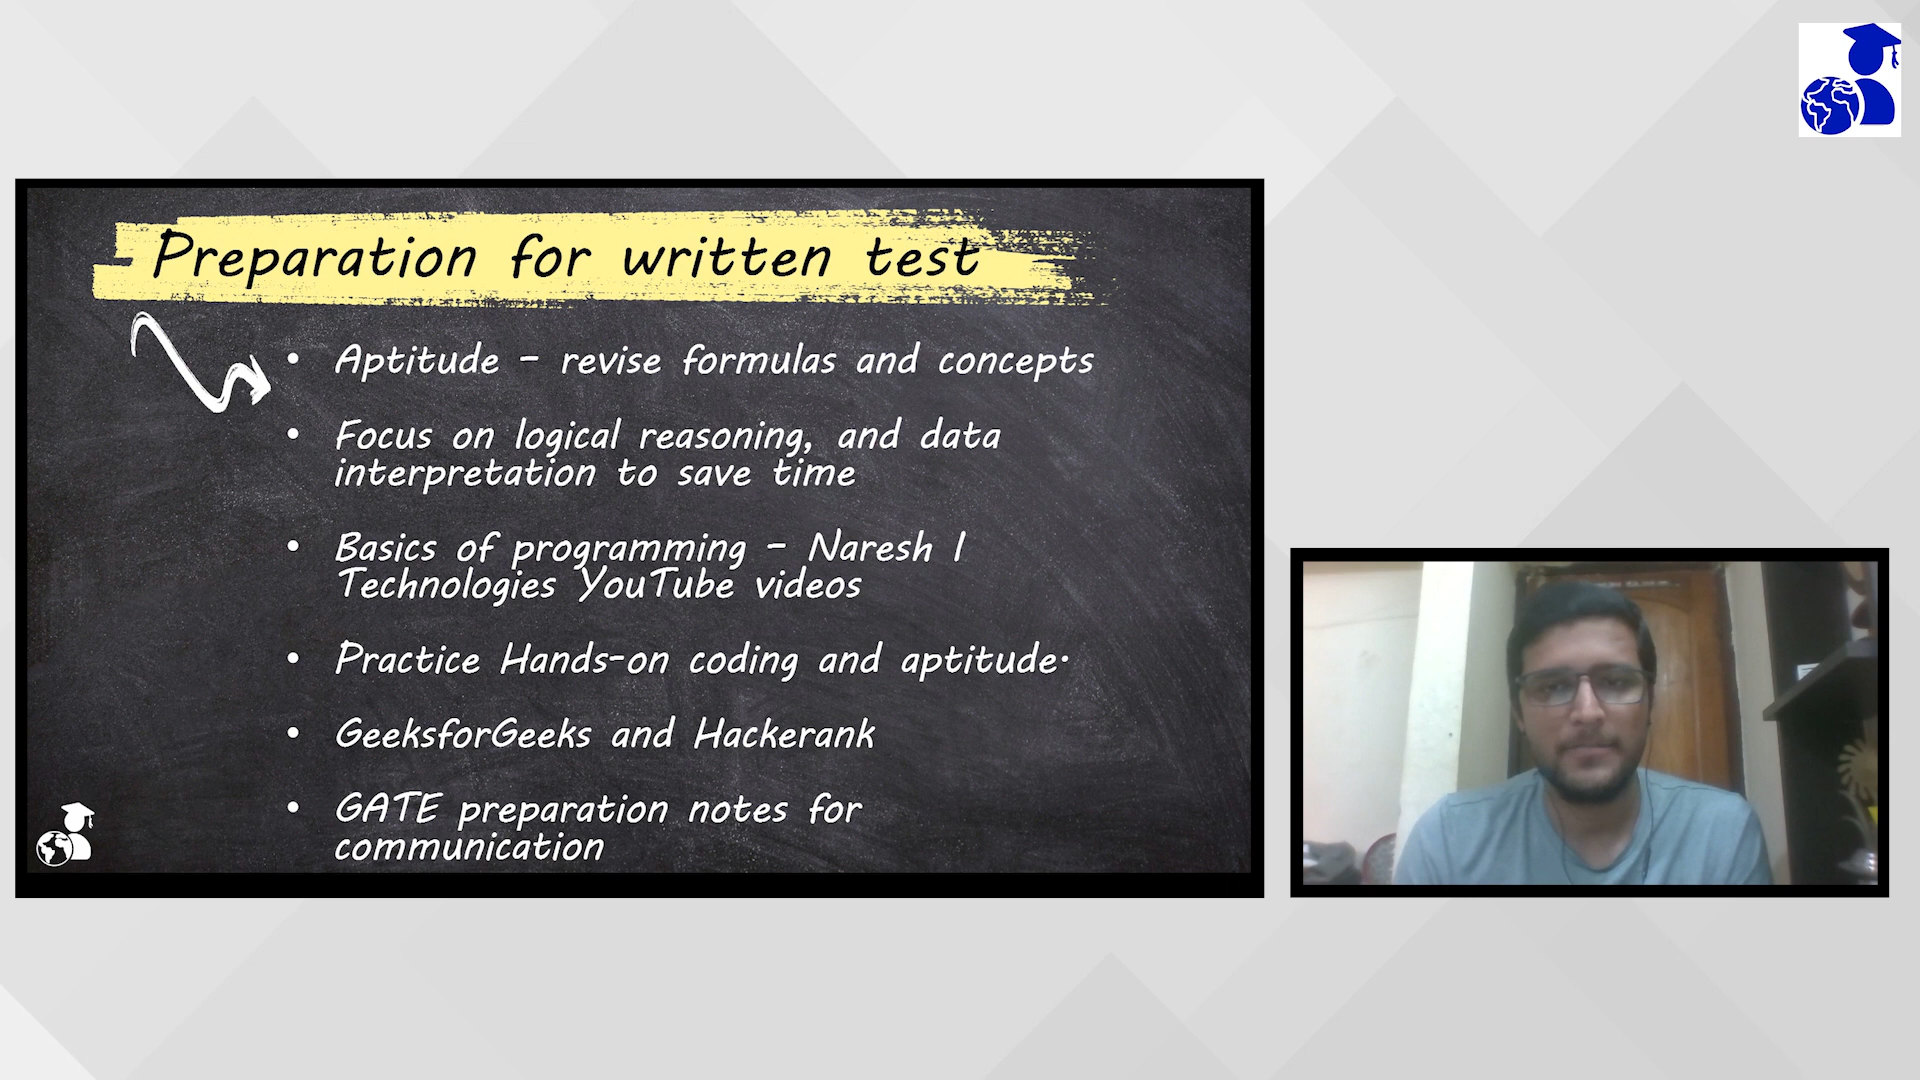 Preparation for written test
• Aptitude – revise formulas and concepts
• Focus on logical reasoning, and data
interpretation to save time
• Basics of programming – Naresh I
Technologies YouTube videos
• Practice Hands-on coding and aptitude.
• GeeksforGeeks and Hackerank
• GATE preparation notes for
communication